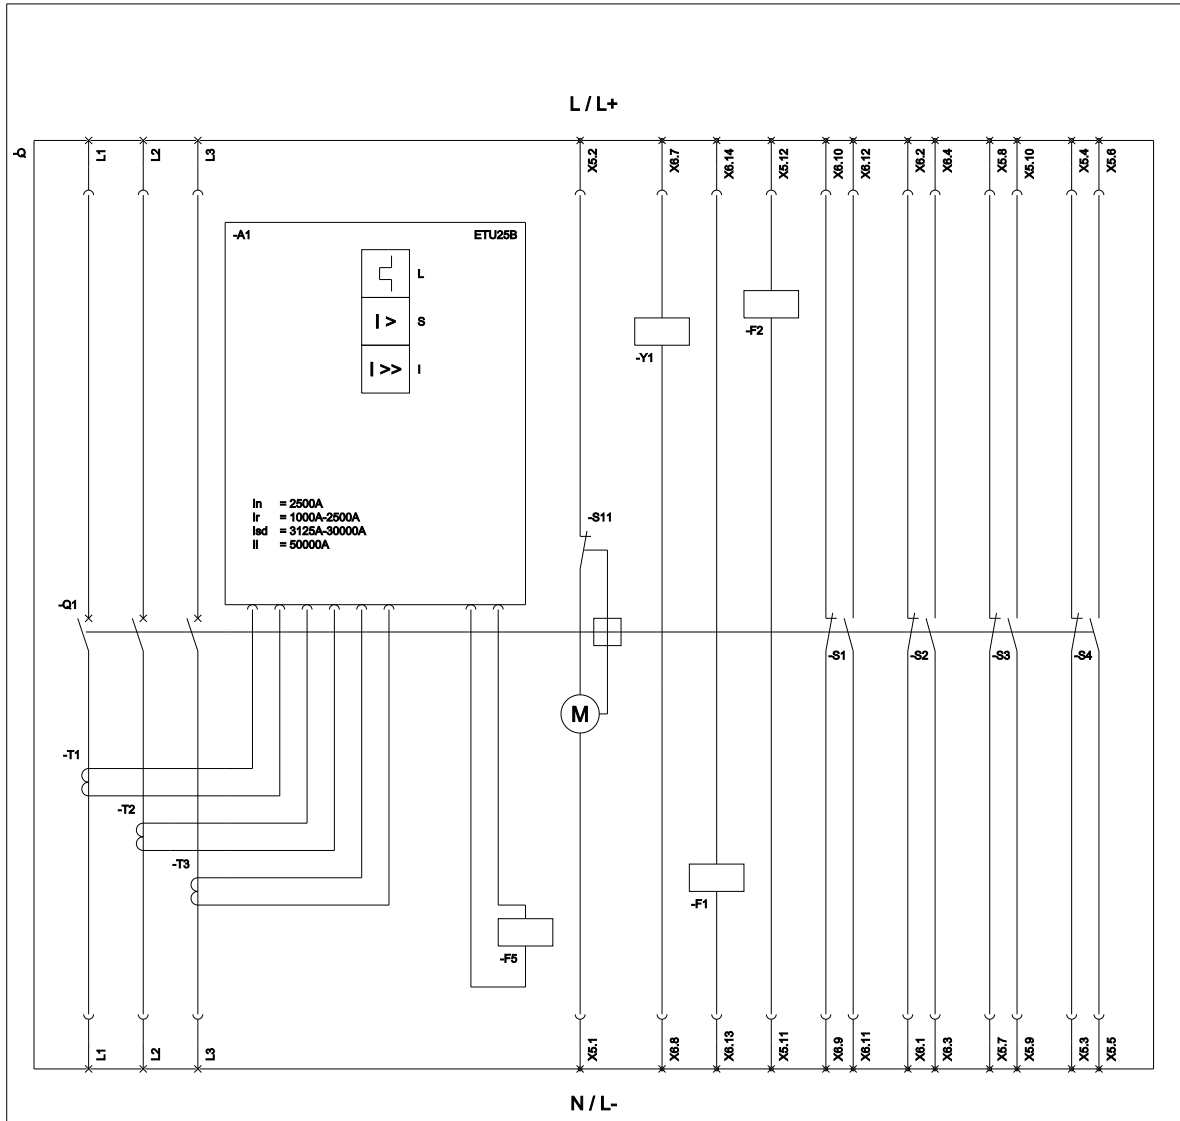 L / L+
-Q
L1
L2
L3
X5.2
X6.7
X6.14
X5.12
X6.10
X6.12
X6.2
X6.4
X5.8
X5.10
X5.4
X5.6
-A1
ETU25B
L
I >
S
I >>
I
-F2
-Y1
In = 2500A
Ir = 1000A-2500A
Isd = 3125A-30000A
Ii = 50000A
-S11
-Q1
-S1
-S2
-S3
-S4
M
-T1
-T2
-T3
-F1
-F5
L1
L2
L3
X5.1
X6.8
X6.13
X5.11
X6.9
X6.11
X6.1
X6.3
X5.7
X5.9
X5.3
X5.5
N / L-